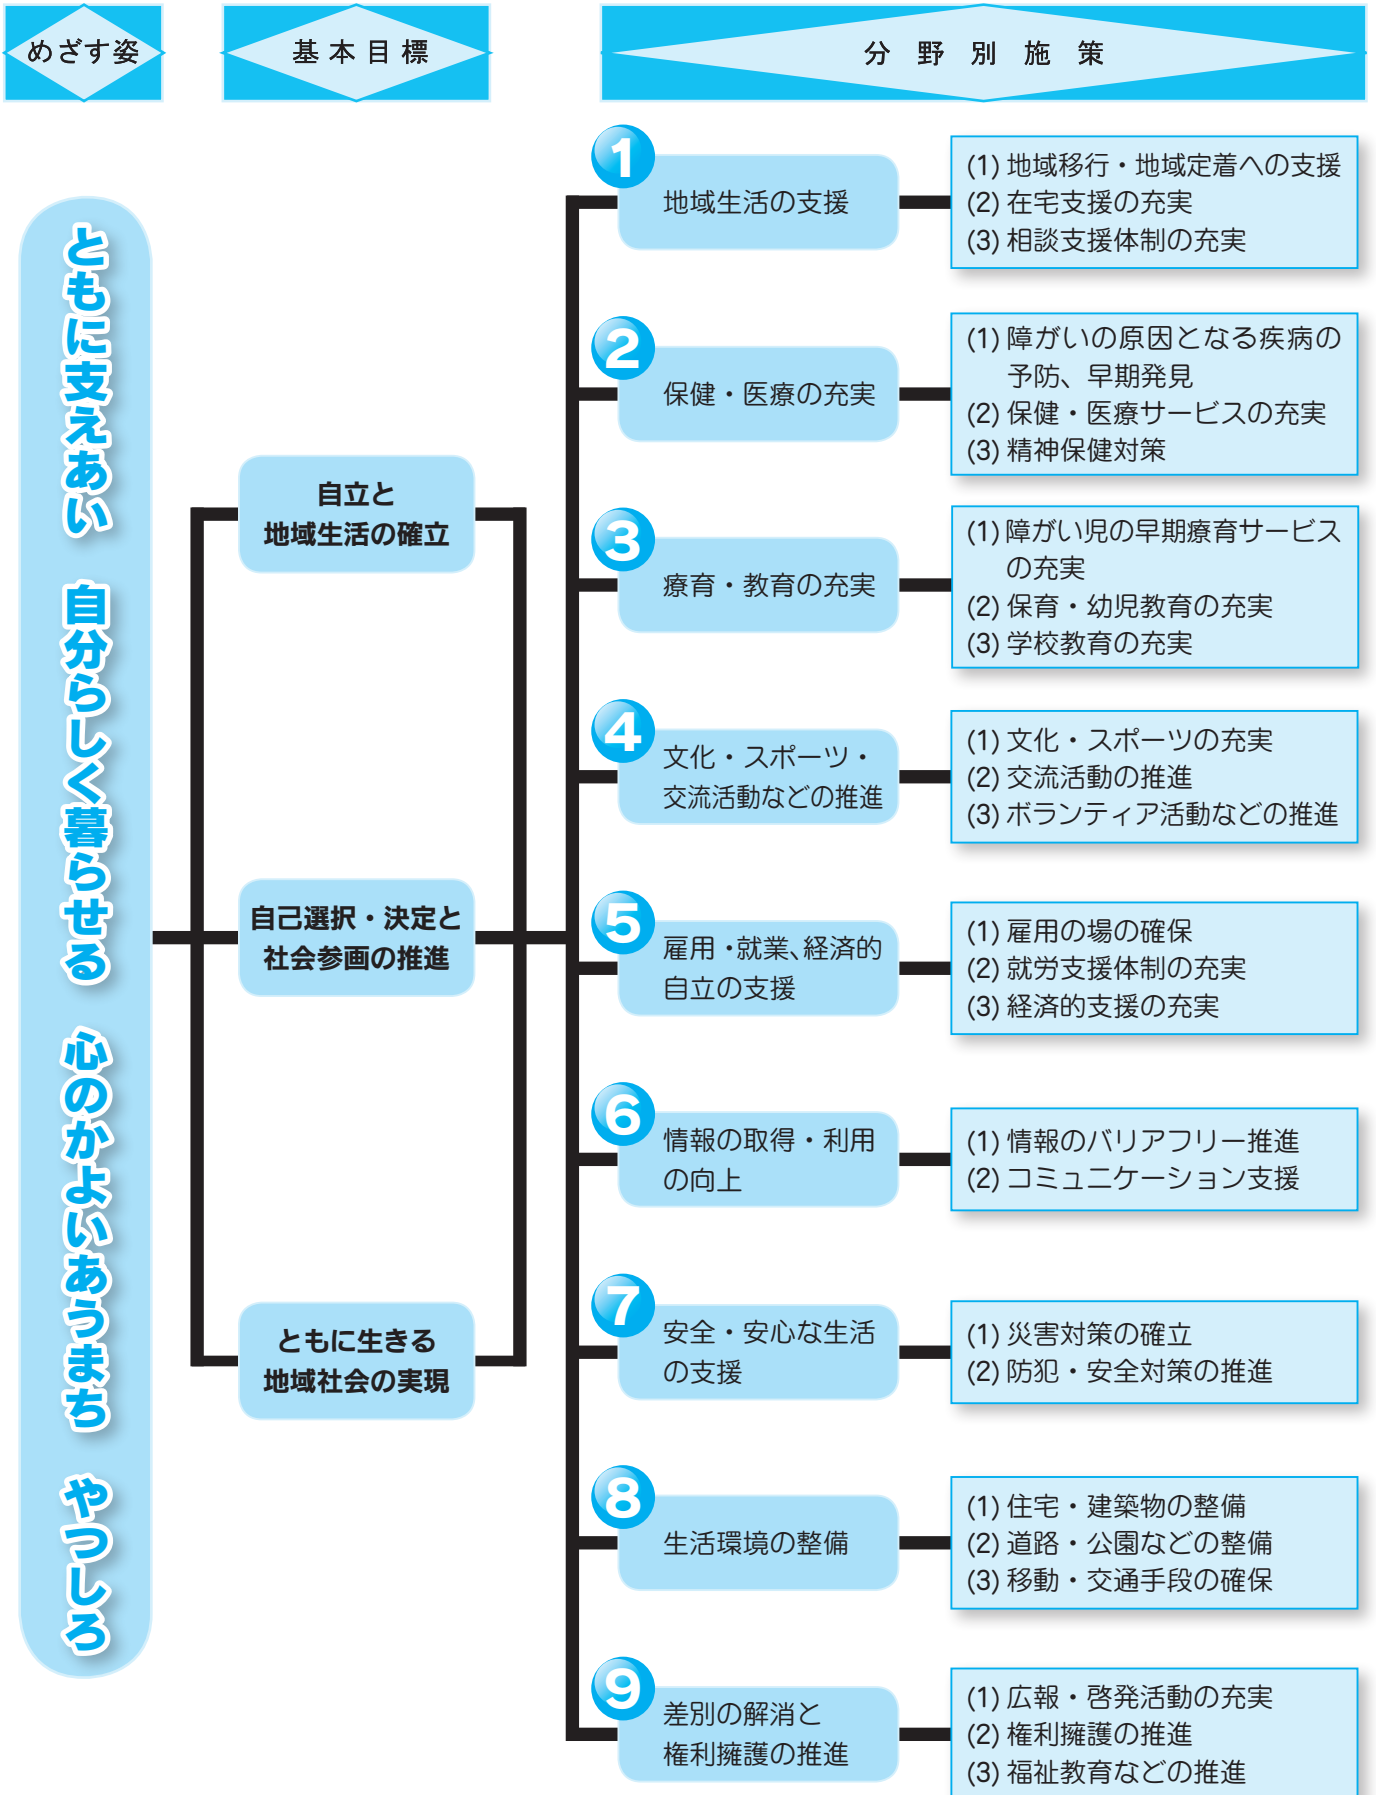 めざす姿
基本目標
分野別施策
ともに支えあい　自分らしく暮らせる　心のかよいあうまち　やつしろ
自立と
地域生活の確立
自己選択・決定と
社会参画の推進
ともに生きる
地域社会の実現
1
地域生活の支援
(1) 地域移行・地域定着への支援
(2) 在宅支援の充実
(3) 相談支援体制の充実
2
保健・医療の充実
(1) 障がいの原因となる疾病の
予防、早期発見
(2) 保健・医療サービスの充実
(3) 精神保健対策
3
療育・教育の充実
(1) 障がい児の早期療育サービス
の充実
(2) 保育・幼児教育の充実
(3) 学校教育の充実
4
文化・スポーツ・
交流活動などの推進
(1) 文化・スポーツの充実
(2) 交流活動の推進
(3) ボランティア活動などの推進
5
雇用・就業、経済的
自立の支援
(1) 雇用の場の確保
(2) 就労支援体制の充実
(3) 経済的支援の充実
6
情報の取得・利用
の向上
(1) 情報のバリアフリー推進
(2) コミュニケーション支援
7
安全・安心な生活
の支援
(1) 災害対策の確立
(2) 防犯・安全対策の推進
8
生活環境の整備
(1) 住宅・建築物の整備
(2) 道路・公園などの整備
(3) 移動・交通手段の確保
9
差別の解消と
権利擁護の推進
(1) 広報・啓発活動の充実
(2) 権利擁護の推進
(3) 福祉教育などの推進